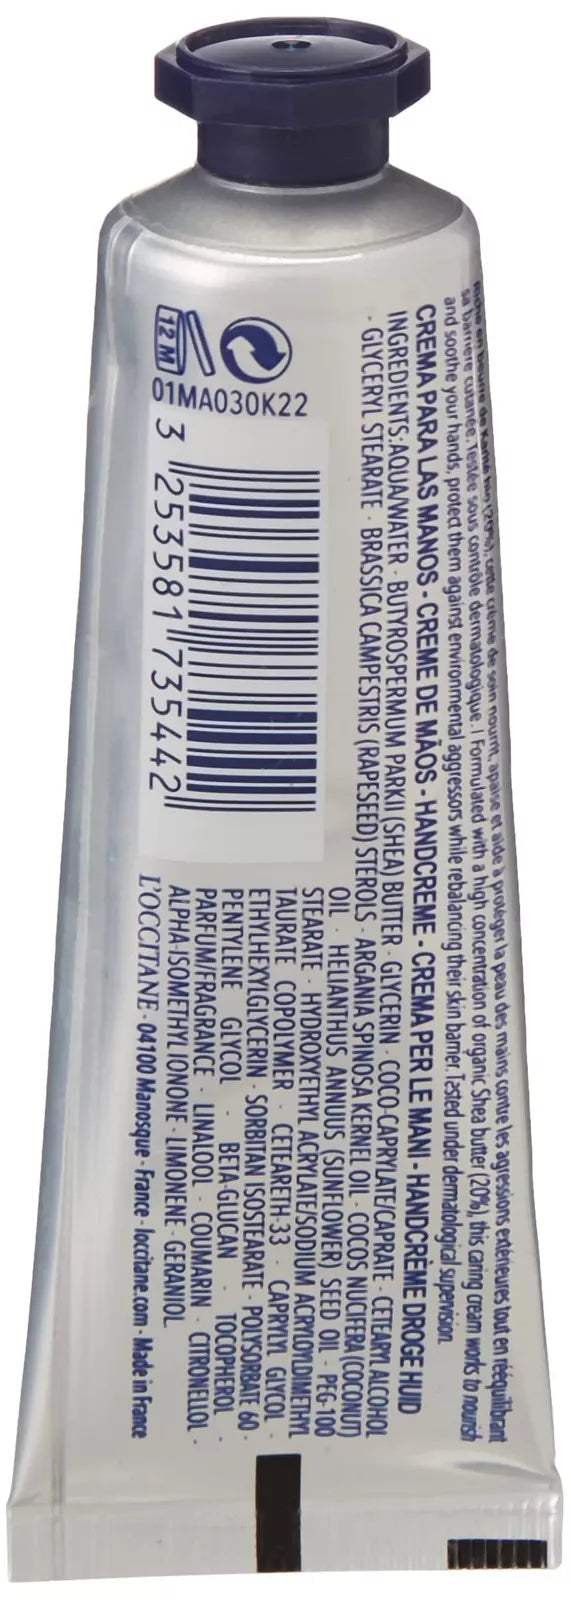 12 M
01MA030K22
3 253581 735442
Riche en beurre de Karité bio (20%), cette crème de soin nourrit, apaise et aide à protéger la peau des mains contre les agressions extérieures tout en rééquilibrant
sa barrière cutanée. Testée sous contrôle dermatologique. | Formulated with a high concentration of organic Shea butter (20%), this caring cream works to nourish
and soothe your hands, protect them against environmental aggressors while rebalancing their skin barrier. Tested under dermatological supervision.
CREMA PARA LAS MANOS - CREME DE MÃOS - HANDCREME - CREMA PER LE MANI - HANDCRÈME DROGE HUID
INGREDIENTS: AQUA/WATER · BUTYROSPERMUM PARKII (SHEA) BUTTER · GLYCERIN · COCO-CAPRYLATE/CAPRATE · CETEARYL ALCOHOL
· GLYCERYL STEARATE · BRASSICA CAMPESTRIS (RAPESEED) STEROLS · ARGANIA SPINOSA KERNEL OIL · COCOS NUCIFERA (COCONUT)
OIL · HELIANTHUS ANNUUS (SUNFLOWER) SEED OIL · PEG-100
STEARATE · HYDROXYETHYL ACRYLATE/SODIUM ACRYLOYLDIMETHYL
TAURATE COPOLYMER · CETEARETH-33 · CAPRYLYL GLYCOL ·
ETHYLHEXYLGLYCERIN · SORBITAN ISOSTEARATE · POLYSORBATE 60 ·
PENTYLENE GLYCOL · BETA-GLUCAN · TOCOPHEROL ·
PARFUM/FRAGRANCE · LINALOOL · COUMARIN · CITRONELLOL ·
ALPHA-ISOMETHYL IONONE · LIMONENE · GERANIOL
L'OCCITANE - 04100 Manosque - France - loccitane.com - Made in France